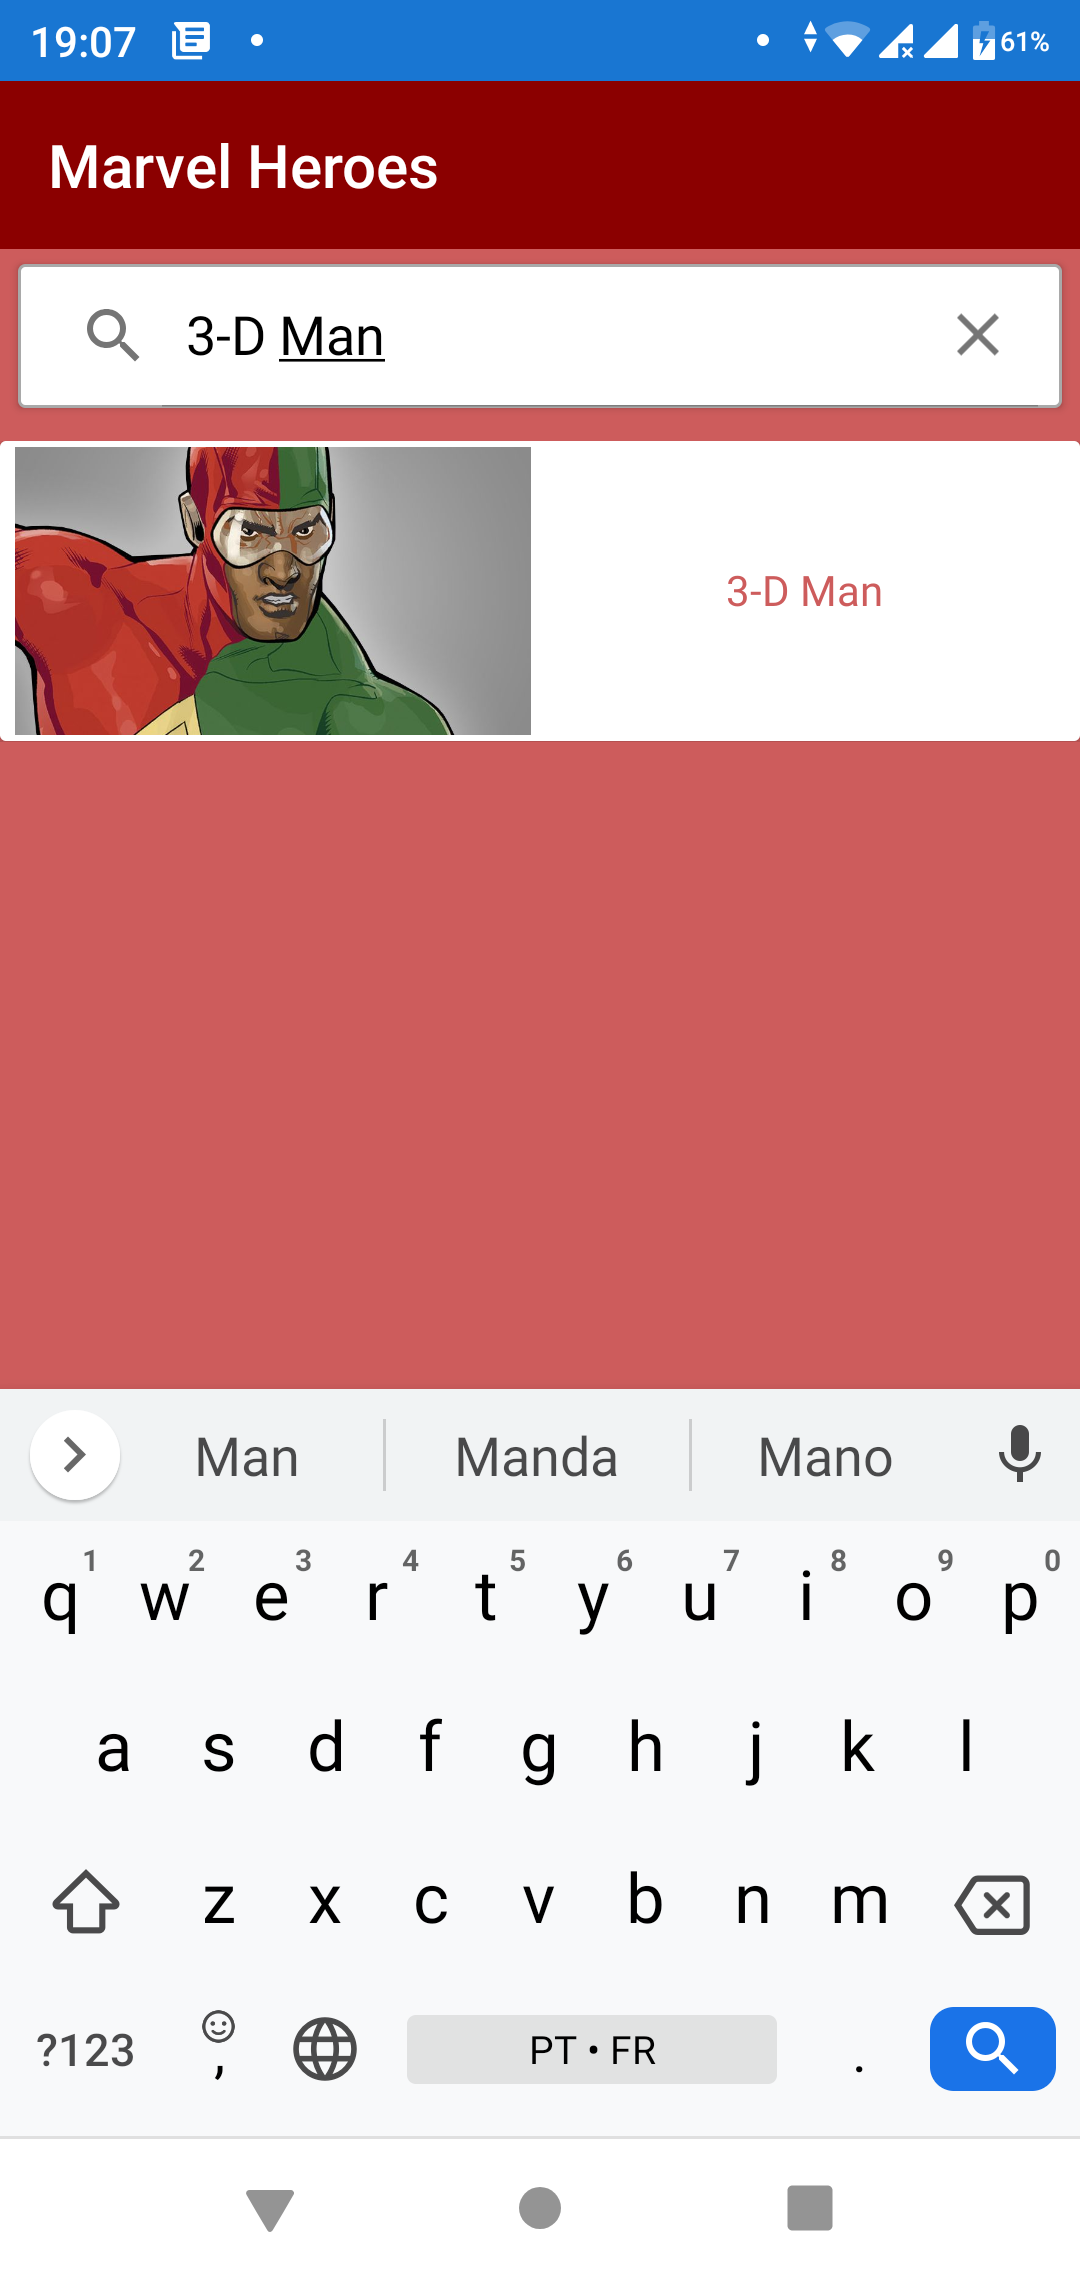 19:07 61%
Marvel Heroes
3-D Man
3-D Man
Man Manda Mano
1 2 3 4 5 6 7 8 9 0
q w e r t y u i o p
a s d f g h j k l
z x c v b n m
?123 , PT • FR .